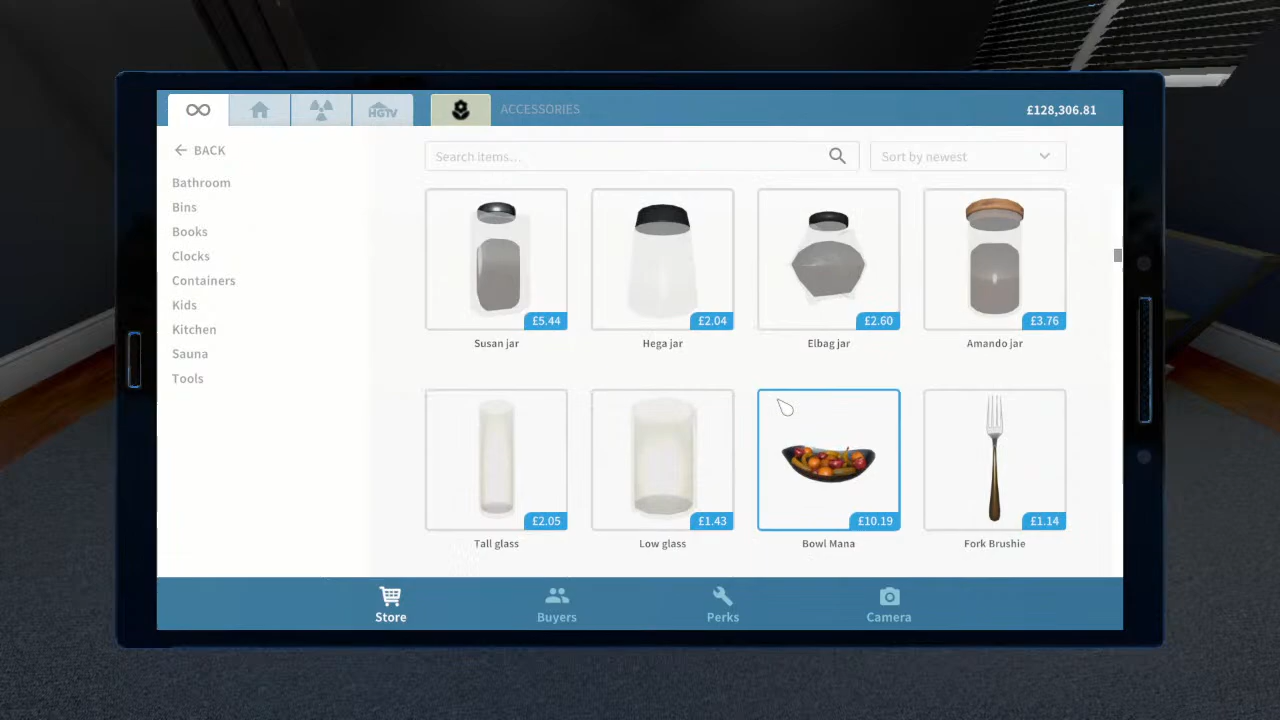 HGTV
ACCESSORIES
£128,306.81
BACK
Search items...
Sort by newest
Bathroom
Bins
Books
Clocks
Containers
Kids
Kitchen
Sauna
Tools
£5.44
£2.04
£2.60
£3.76
Susan jar
Hega jar
Elbag jar
Amando jar
£2.05
£1.43
£10.19
£1.14
Tall glass
Low glass
Bowl Mana
Fork Brushie
Store
Buyers
Perks
Camera